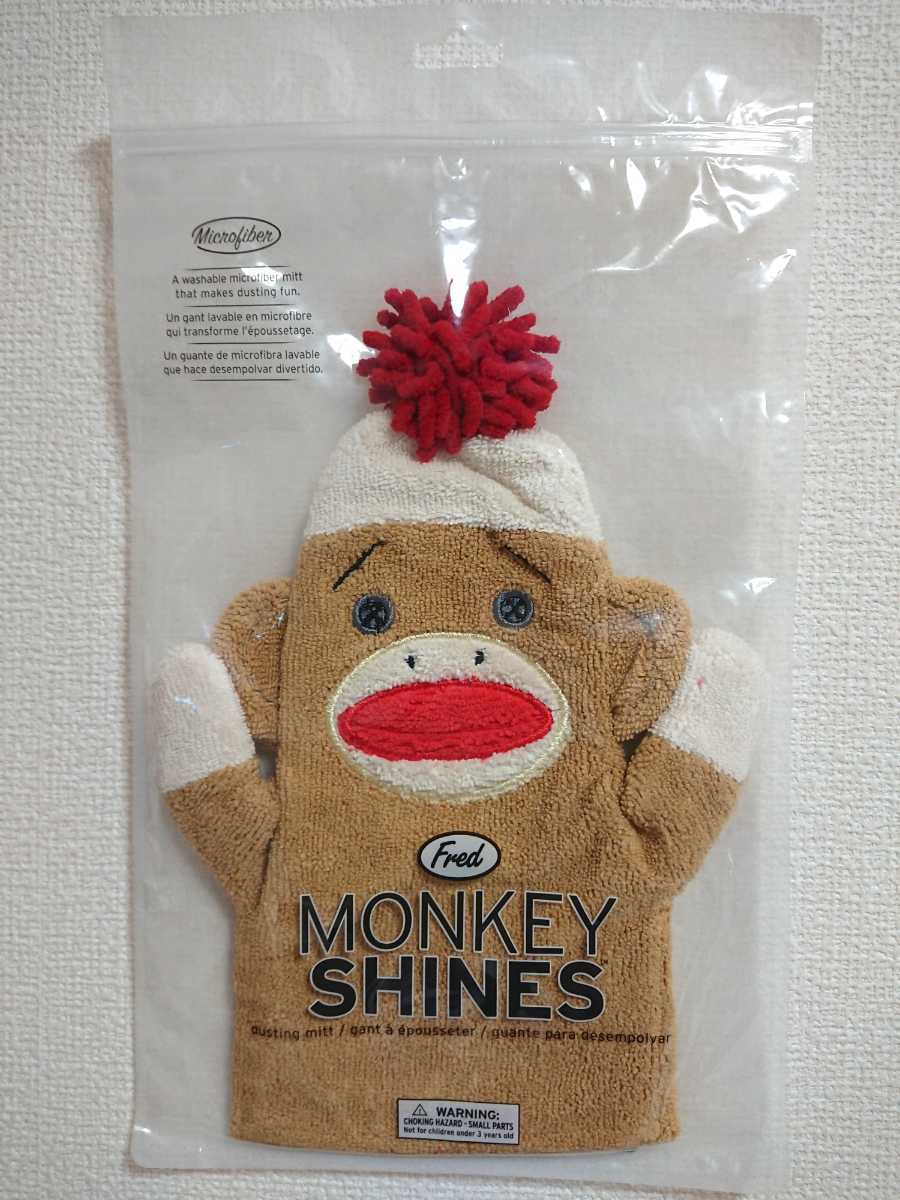 Microfiber
A washable microfiber mitt
that makes dusting fun.
Un gant lavable en microfibre
qui transforme l'époussetage.
Un guante de microfibra lavable
que hace desempolvar divertido.
Fred
MONKEY
SHINES™
dusting mitt / gant à épousseter / guante para desempolvar
⚠ WARNING:
CHOKING HAZARD - SMALL PARTS
Not for children under 3 years old